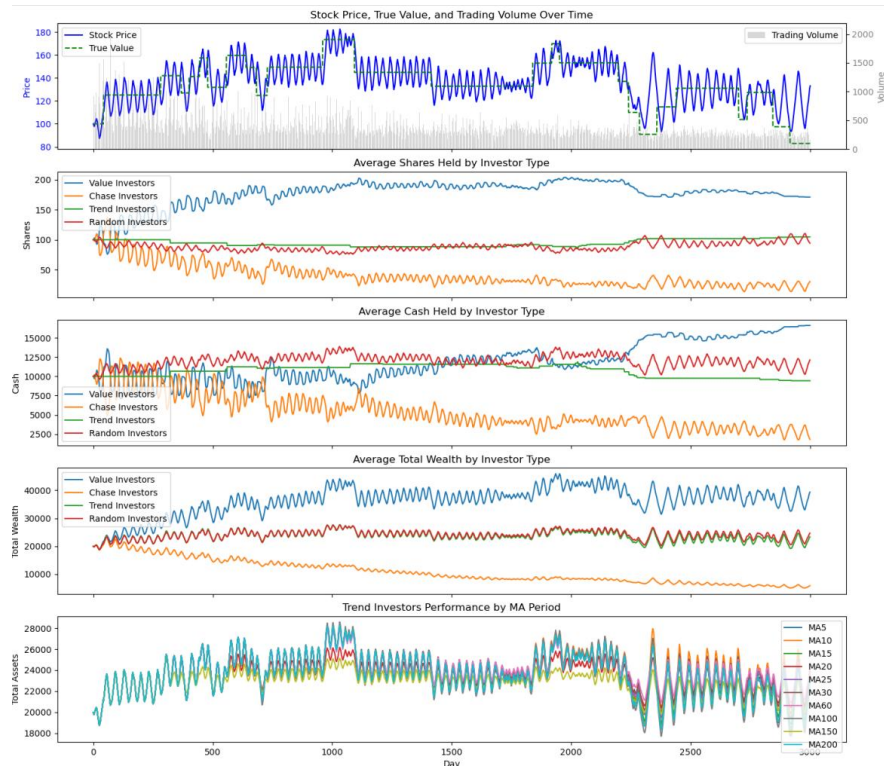 Stock Price, True Value, and Trading Volume Over Time
Stock Price
True Value
Trading Volume
180
160
140
120
100
80
Price
2000
1500
1000
500
0
Volume
Average Shares Held by Investor Type
Value Investors
Chase Investors
Trend Investors
Random Investors
200
150
100
50
Shares
Average Cash Held by Investor Type
15000
12500
10000
7500
5000
2500
Cash
Value Investors
Chase Investors
Trend Investors
Random Investors
Average Total Wealth by Investor Type
Value Investors
Chase Investors
Trend Investors
Random Investors
40000
30000
20000
10000
Total Wealth
Trend Investors Performance by MA Period
28000
26000
24000
22000
20000
18000
Total Assets
MA5
MA10
MA15
MA20
MA25
MA30
MA60
MA100
MA150
MA200
0 500 1000 1500 2000 2500 3000
Day